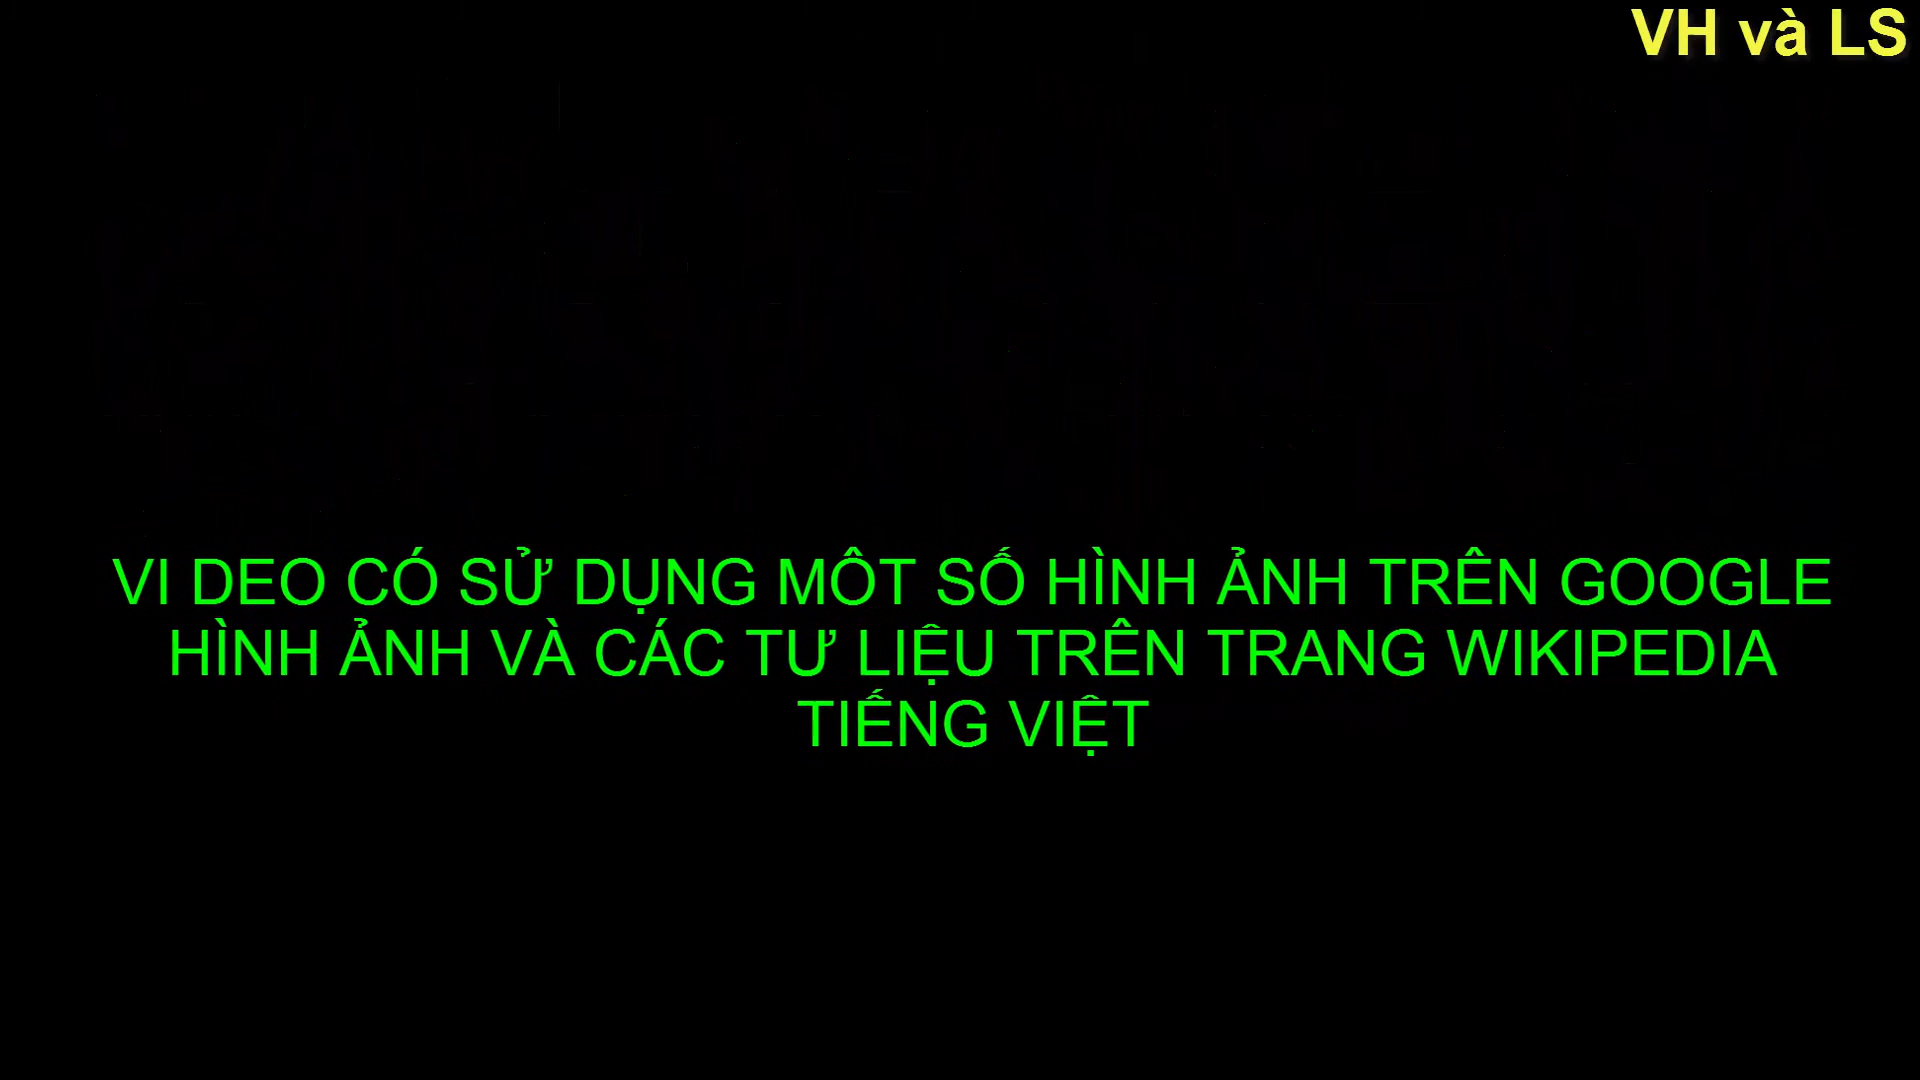 VH và LS
VI DEO CÓ SỬ DỤNG MÔT SỐ HÌNH ẢNH TRÊN GOOGLE
HÌNH ẢNH VÀ CÁC TƯ LIỆU TRÊN TRANG WIKIPEDIA
TIẾNG VIỆT